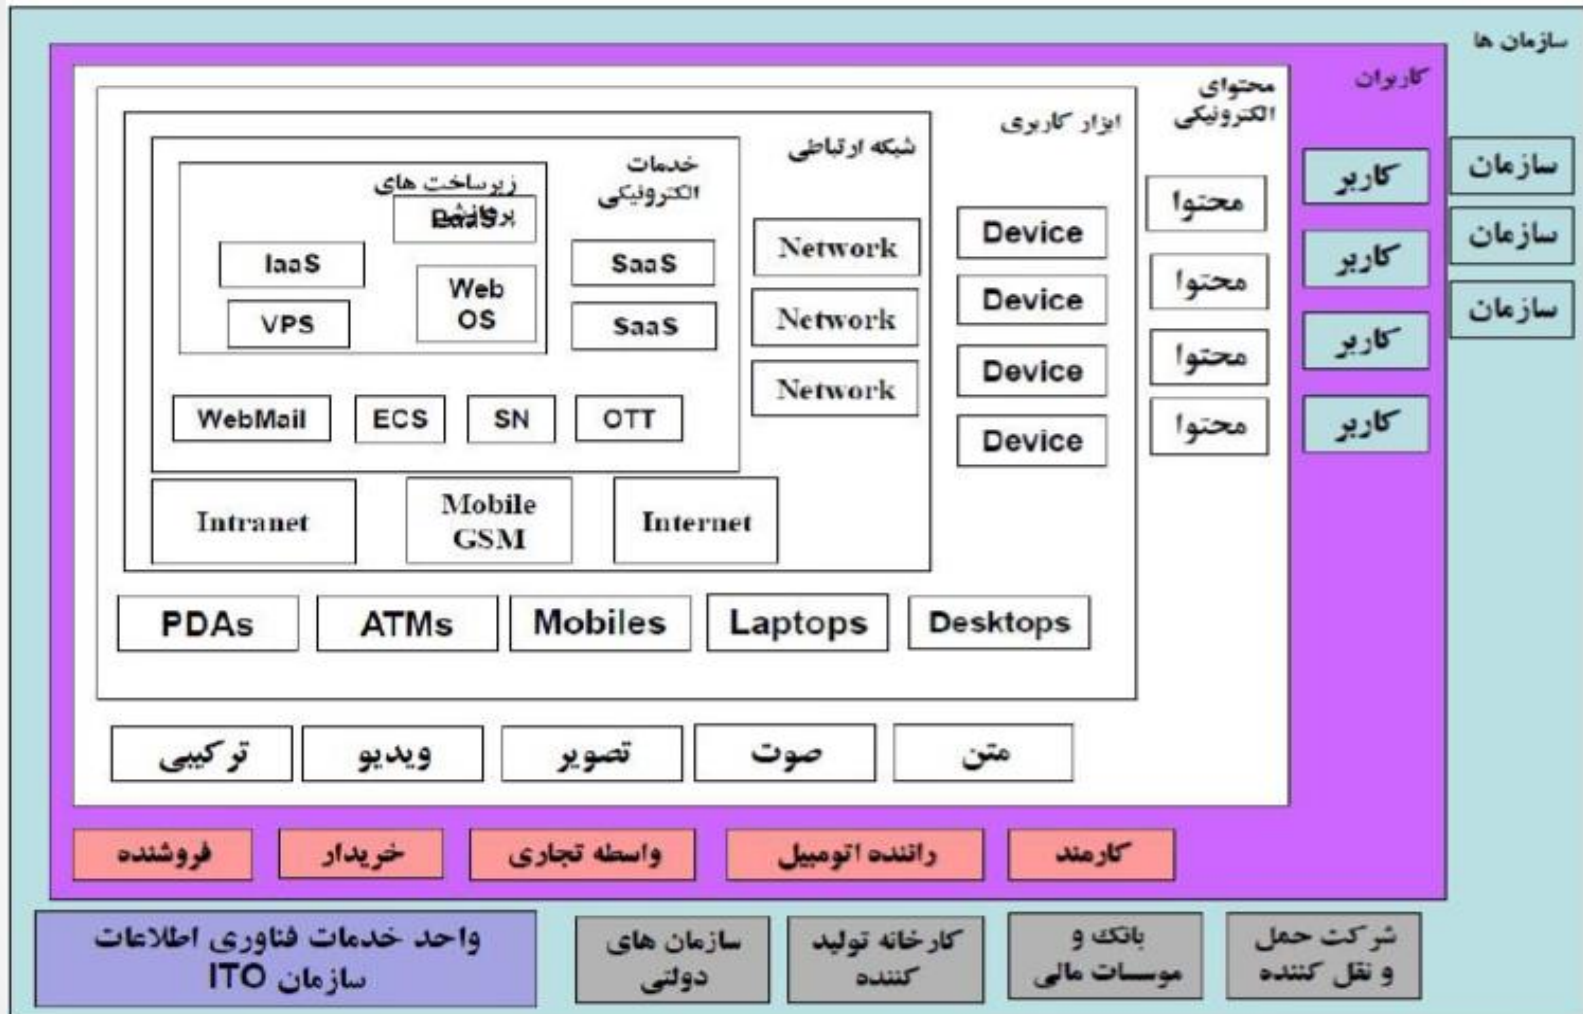 سازمان ها
کاربران
محتوای
الکترونیکی
ابزار کاربری
شبکه ارتباطی
خدمات
الکترونیکی
زیرساخت های
سازمان
سازمان
سازمان
کاربر
کاربر
کاربر
کاربر
محتوا
محتوا
محتوا
محتوا
Device
Device
Device
Device
Network
Network
Network
SaaS
SaaS
IaaS
VPS
Web
OS
WebMail
ECS
SN
OTT
Intranet
Mobile
GSM
Internet
PDAs
ATMs
Mobiles
Laptops
Desktops
متن
صوت
تصویر
ویدیو
ترکیبی
کارمند
راننده اتومبیل
واسطه تجاری
خریدار
فروشنده
شرکت حمل
و نقل کننده
بانک و
موسسات مالی
کارخانه تولید
کننده
سازمان های
دولتی
واحد خدمات فناوری اطلاعات
سازمان ITO